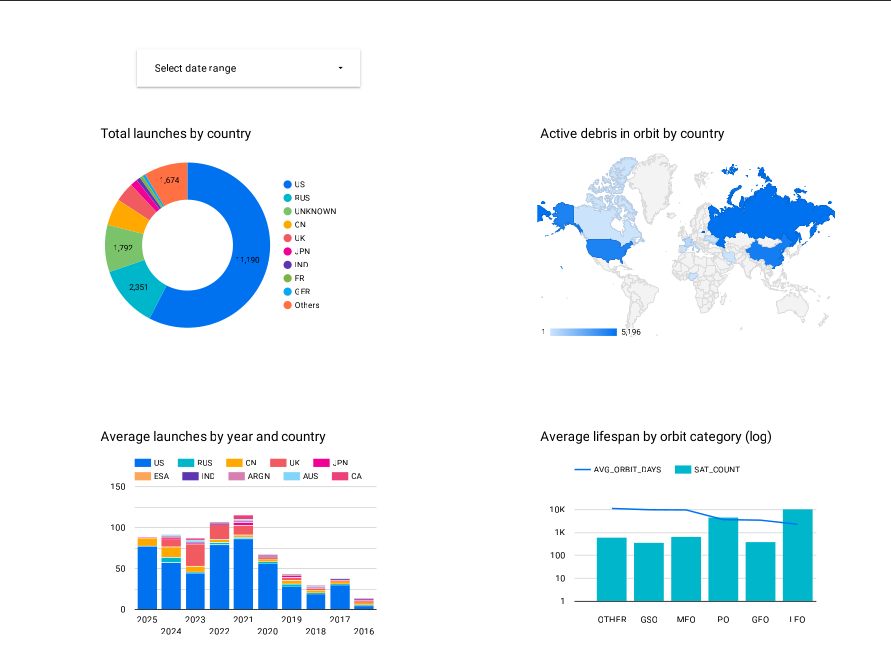 Select date range
Total launches by country
1,674
1,792
2,351
11,190
US
RUS
UNKNOWN
CN
UK
JPN
IND
FR
GER
Others
Active debris in orbit by country
1
5,196
Average launches by year and country
US RUS CN UK JPN
ESA IND ARGN AUS CA
150
100
50
0
2025 2023 2021 2019 2017
2024 2022 2020 2018 2016
Average lifespan by orbit category (log)
AVG_ORBIT_DAYS SAT_COUNT
10K
1K
100
10
1
OTHER GSO MEO PO GEO LEO